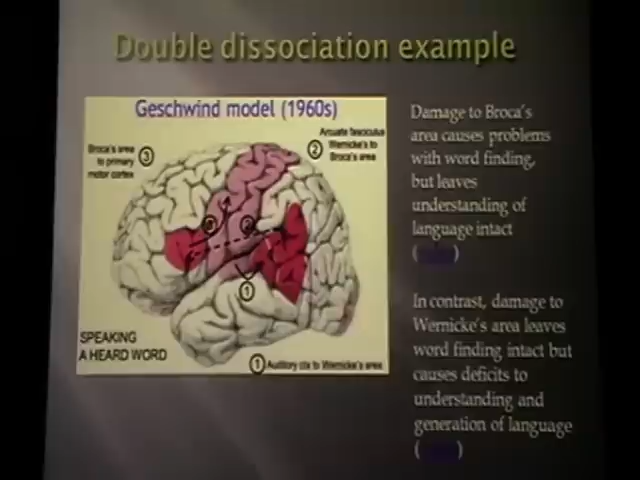 Double dissociation example
Geschwind model (1960s)
Broca's area
to primary
motor cortex
3
2
Arcuate fasciculus
Wernicke's to
Broca's area
3
2
1
SPEAKING
A HEARD WORD
1 Auditory ctx to Wernicke's area
Damage to Broca's
area causes problems
with word finding,
but leaves
understanding of
language intact
( )
In contrast, damage to
Wernicke's area leaves
word finding intact but
causes deficits to
understanding and
generation of language
( )